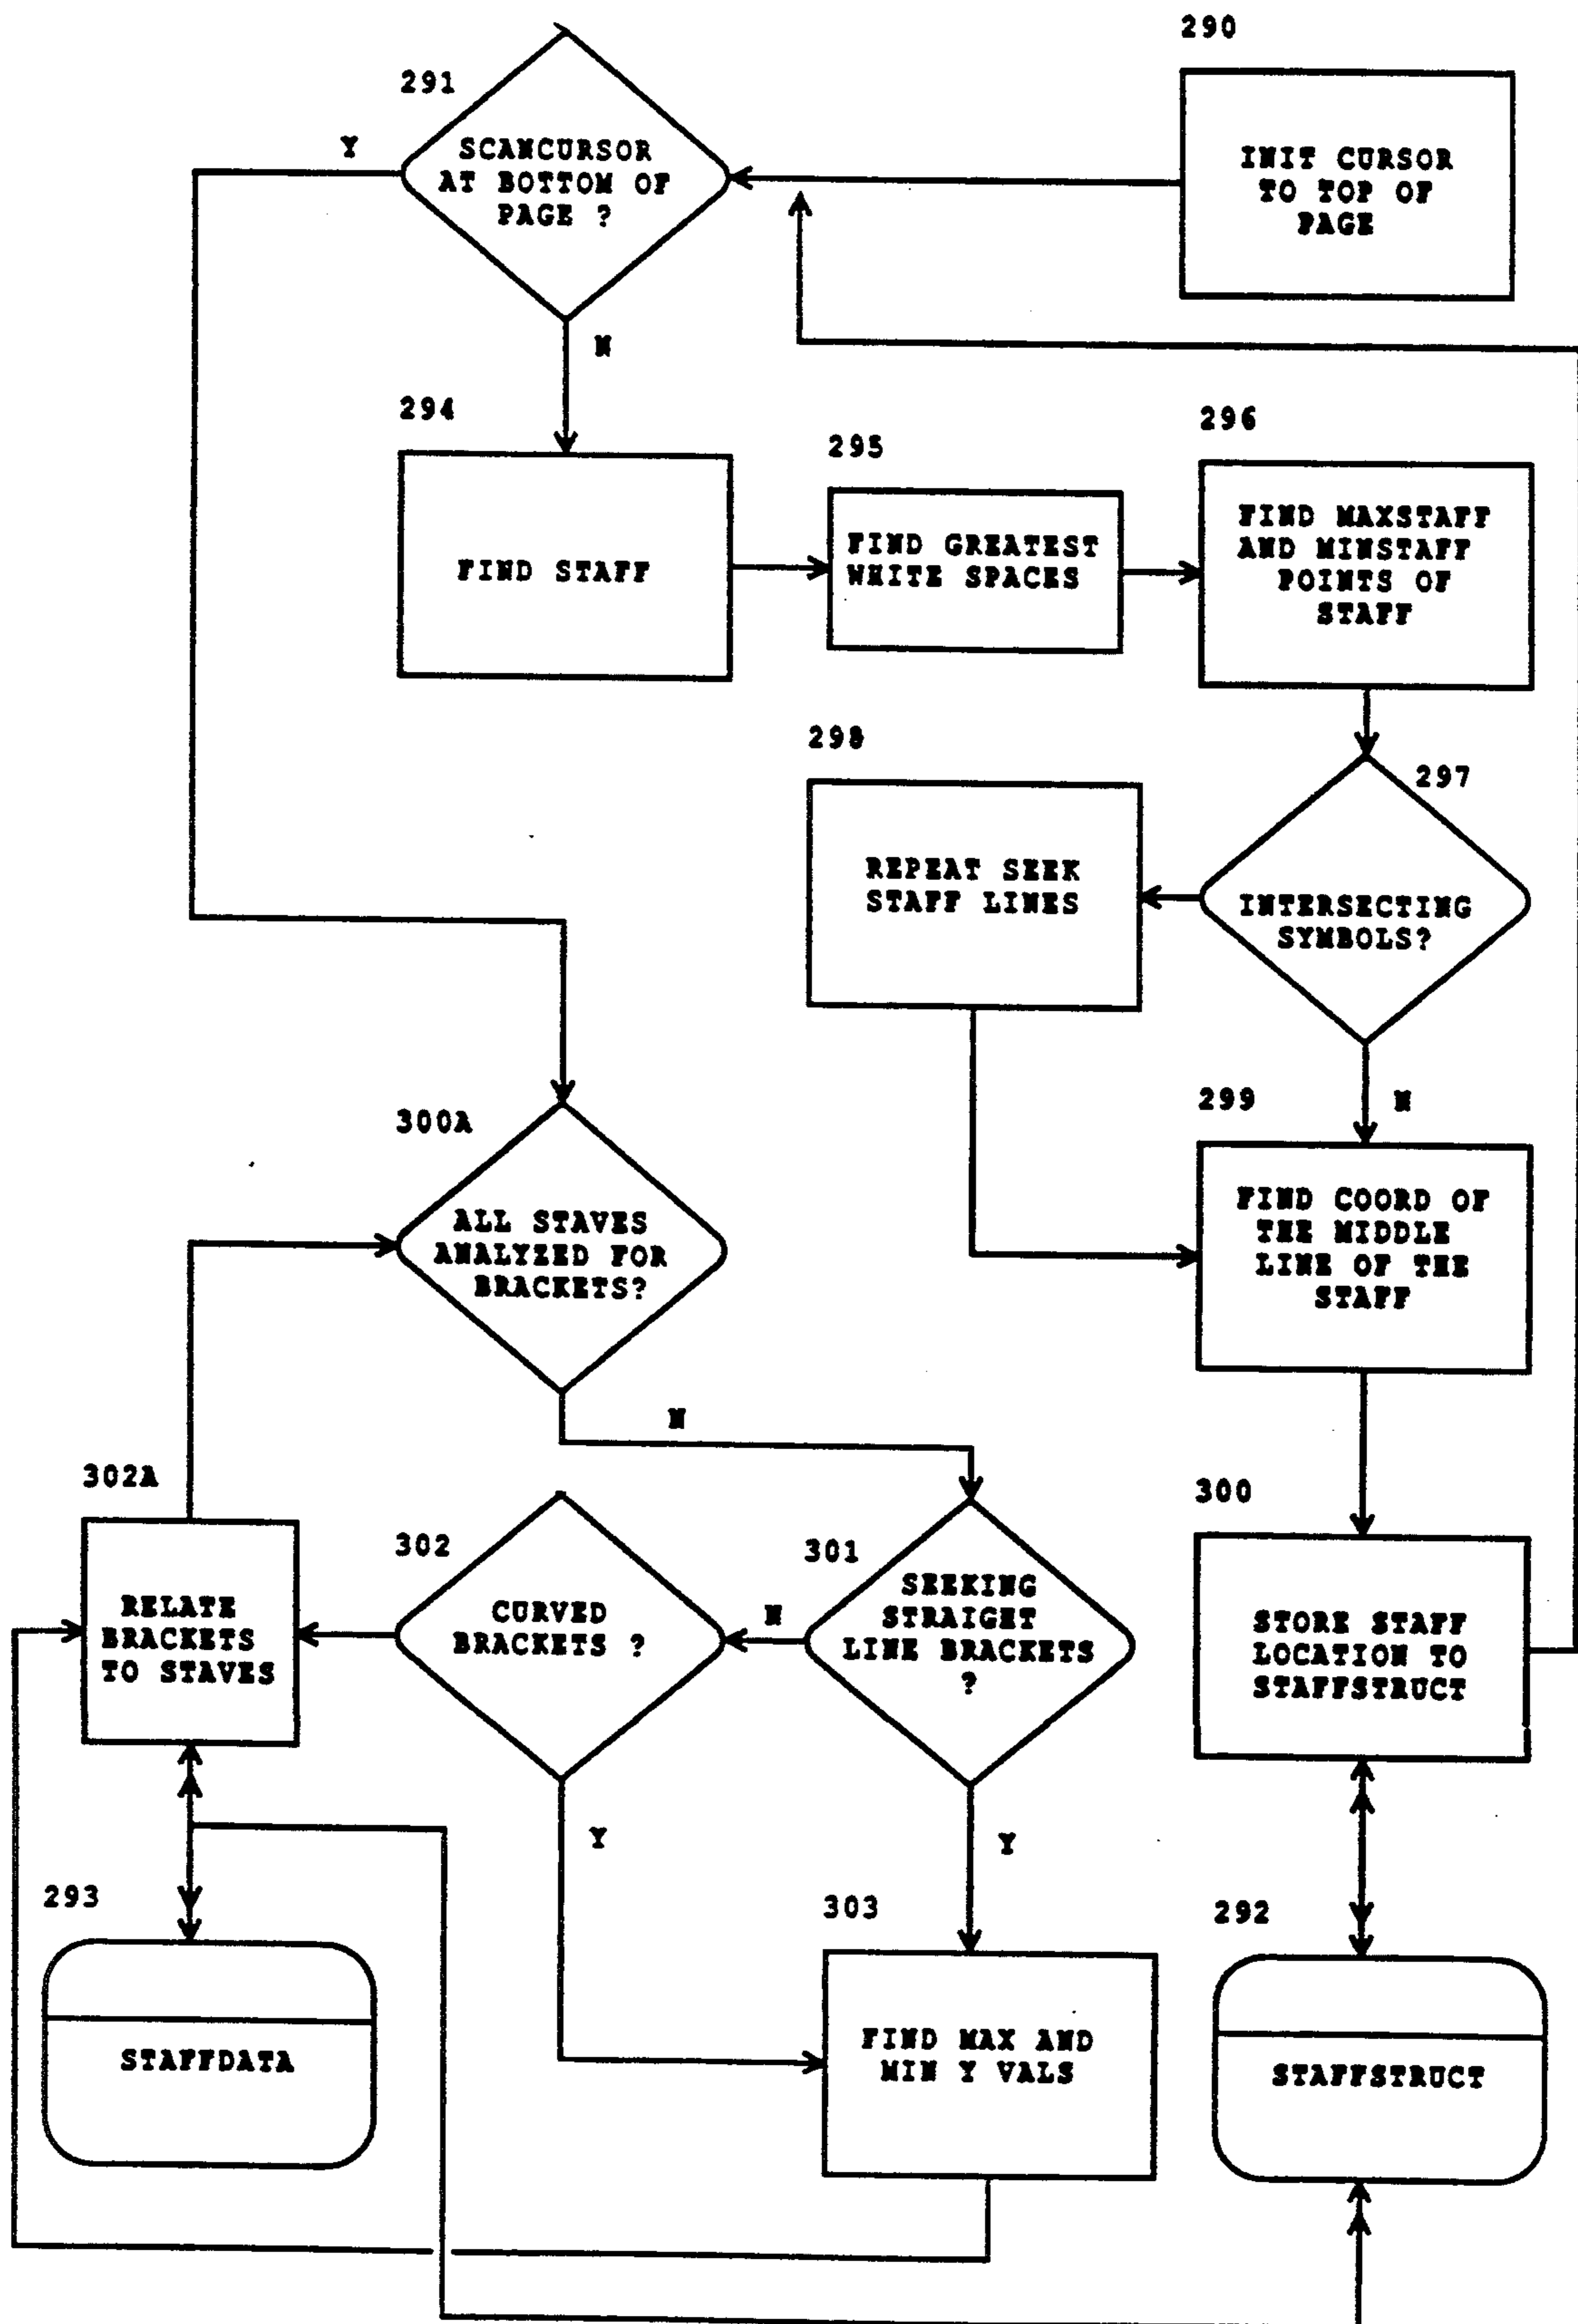 290
291
Y
SCANCURSOR
AT BOTTOM OF
PAGE ?
INIT CURSOR
TO TOP OF
PAGE
N
294
295
296
FIND STAFF
FIND GREATEST
WHITE SPACES
FIND MAXSTAFF
AND MINSTAFF
POINTS OF
STAFF
298
297
REPEAT SEEK
STAFF LINES
INTERSECTING
SYMBOLS?
N
299
300A
ALL STAVES
ANALYZED FOR
BRACKETS?
FIND COORD OF
THE MIDDLE
LINE OF THE
STAFF
N
302A
302
301
300
RELATE
BRACKETS
TO STAVES
CURVED
BRACKETS ?
N
SEEKING
STRAIGHT
LINE BRACKETS
?
STORE STAFF
LOCATION TO
STAFFSTRUCT
Y
Y
293
303
292
STAFFDATA
FIND MAX AND
MIN Y VALS
STAFFSTRUCT